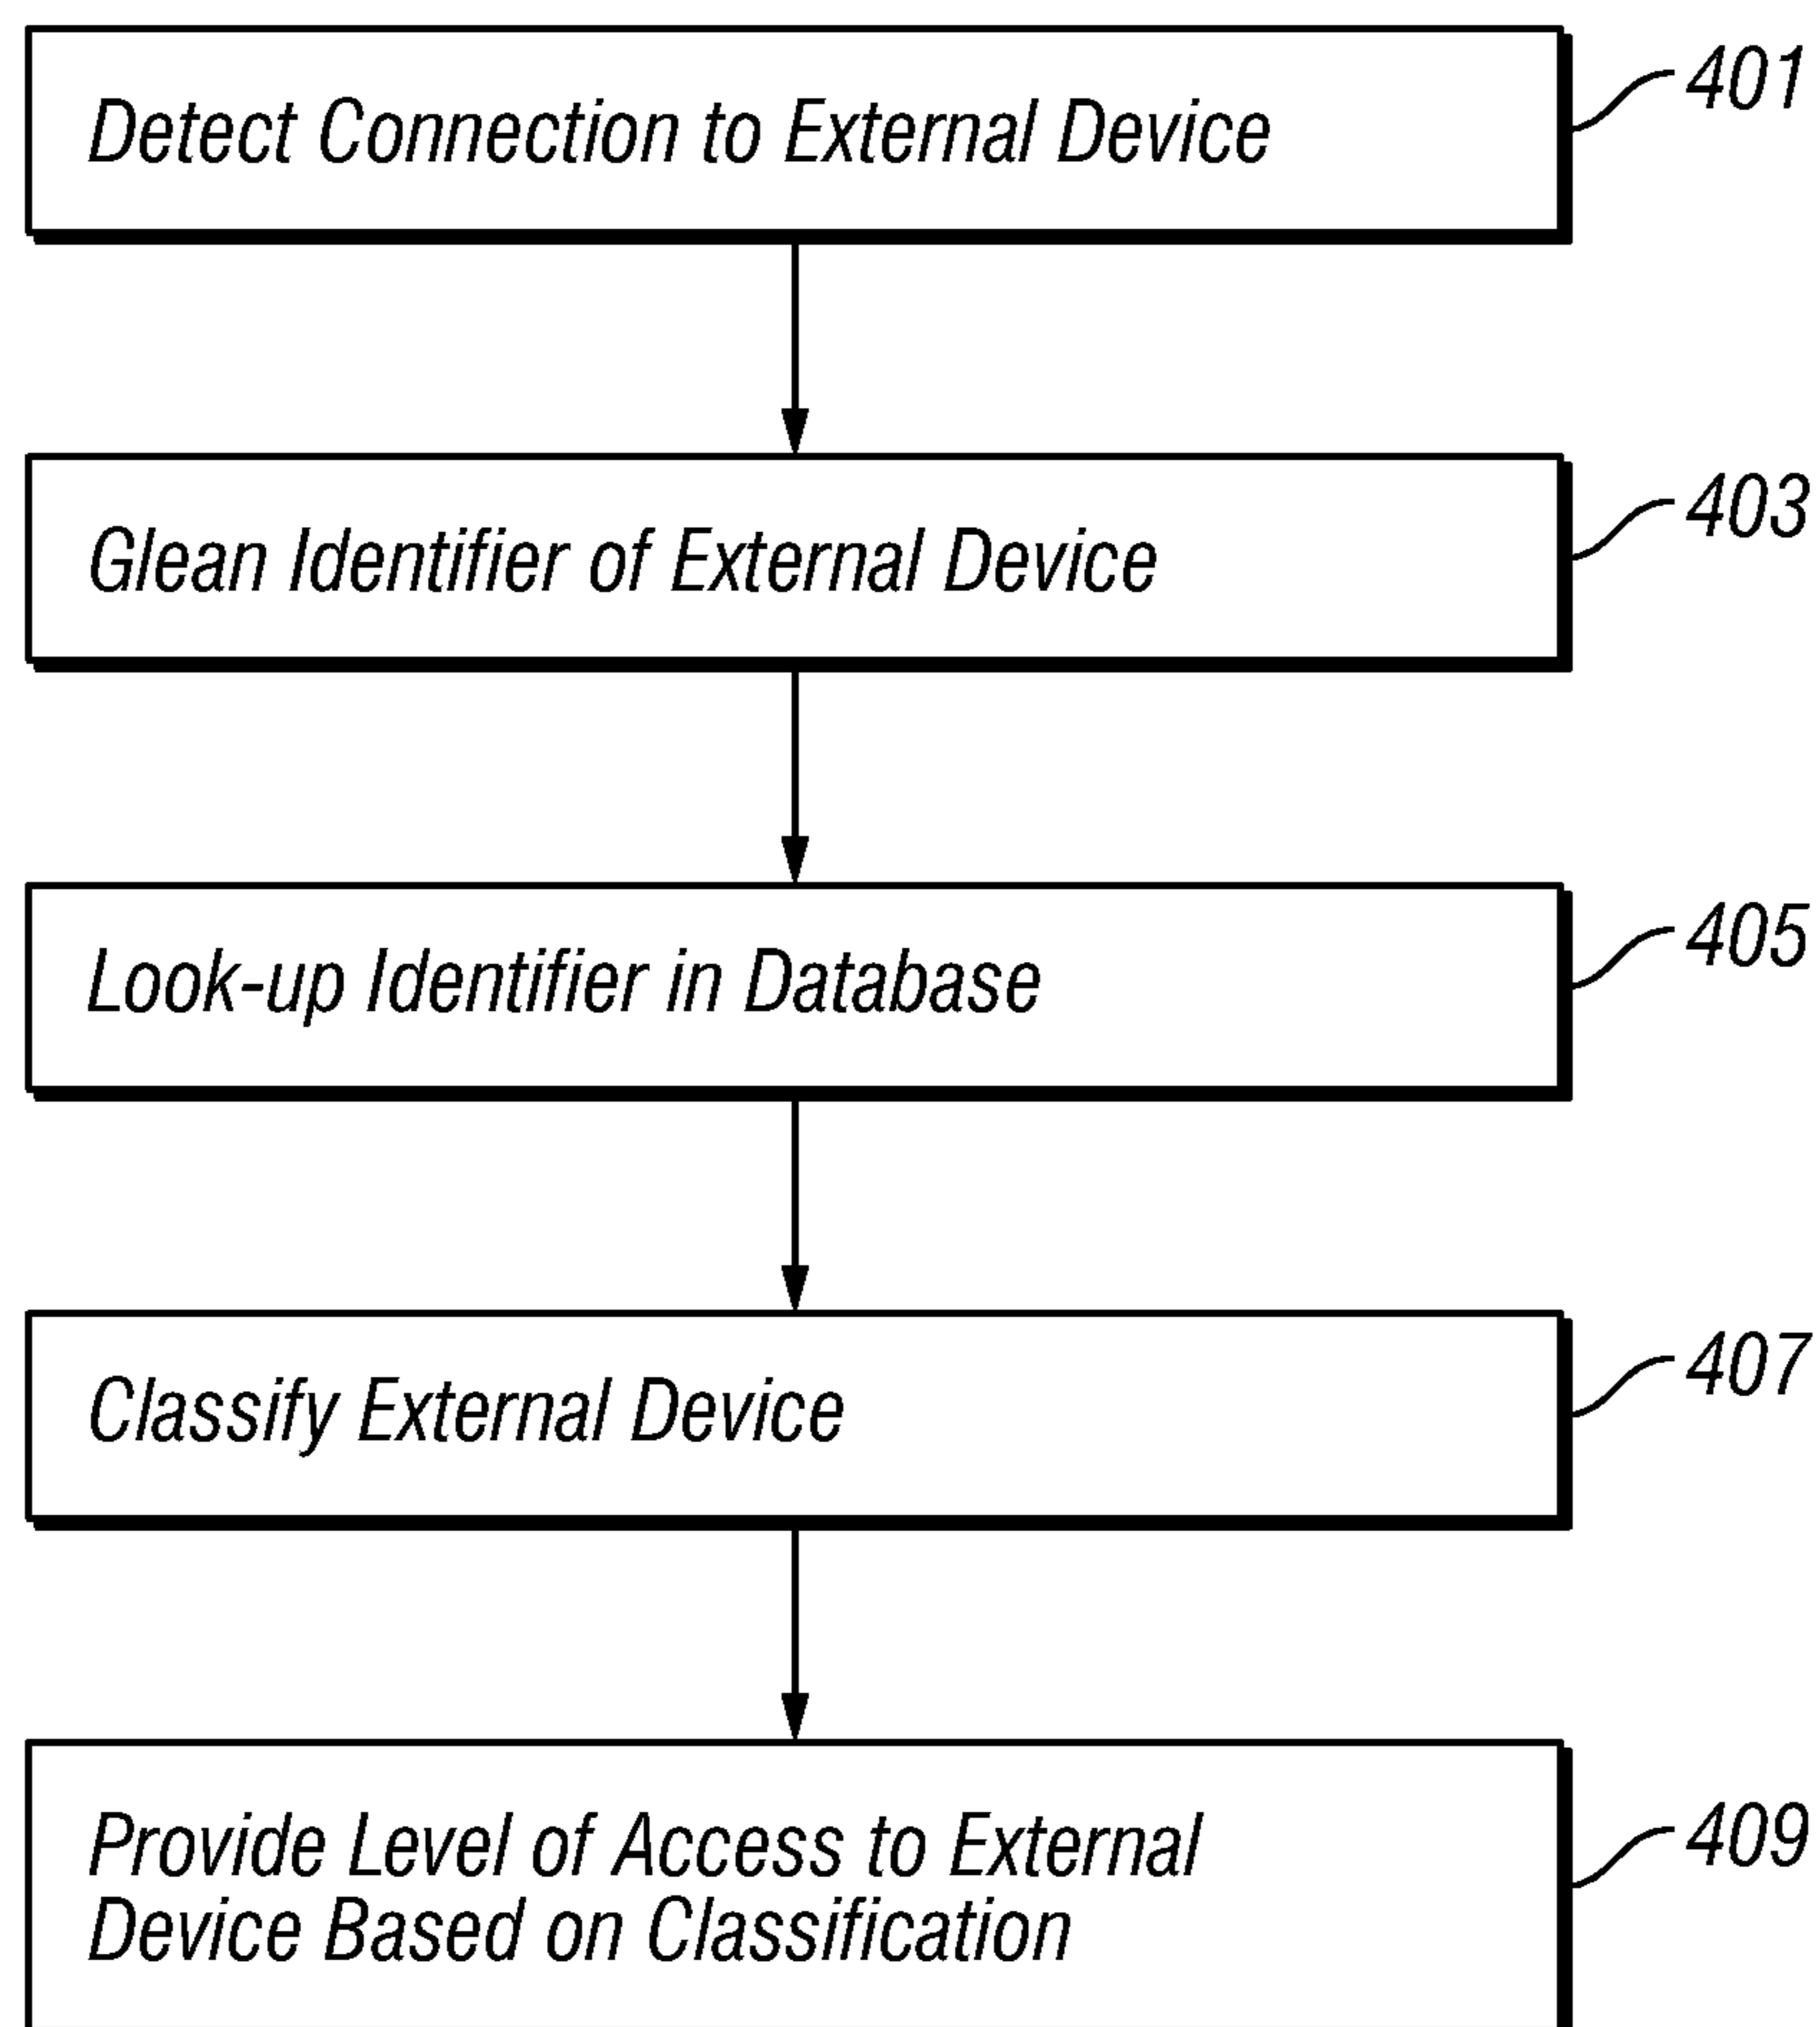 Detect Connection to External Device
401
Glean Identifier of External Device
403
Look-up Identifier in Database
405
Classify External Device
407
Provide Level of Access to External
Device Based on Classification
409